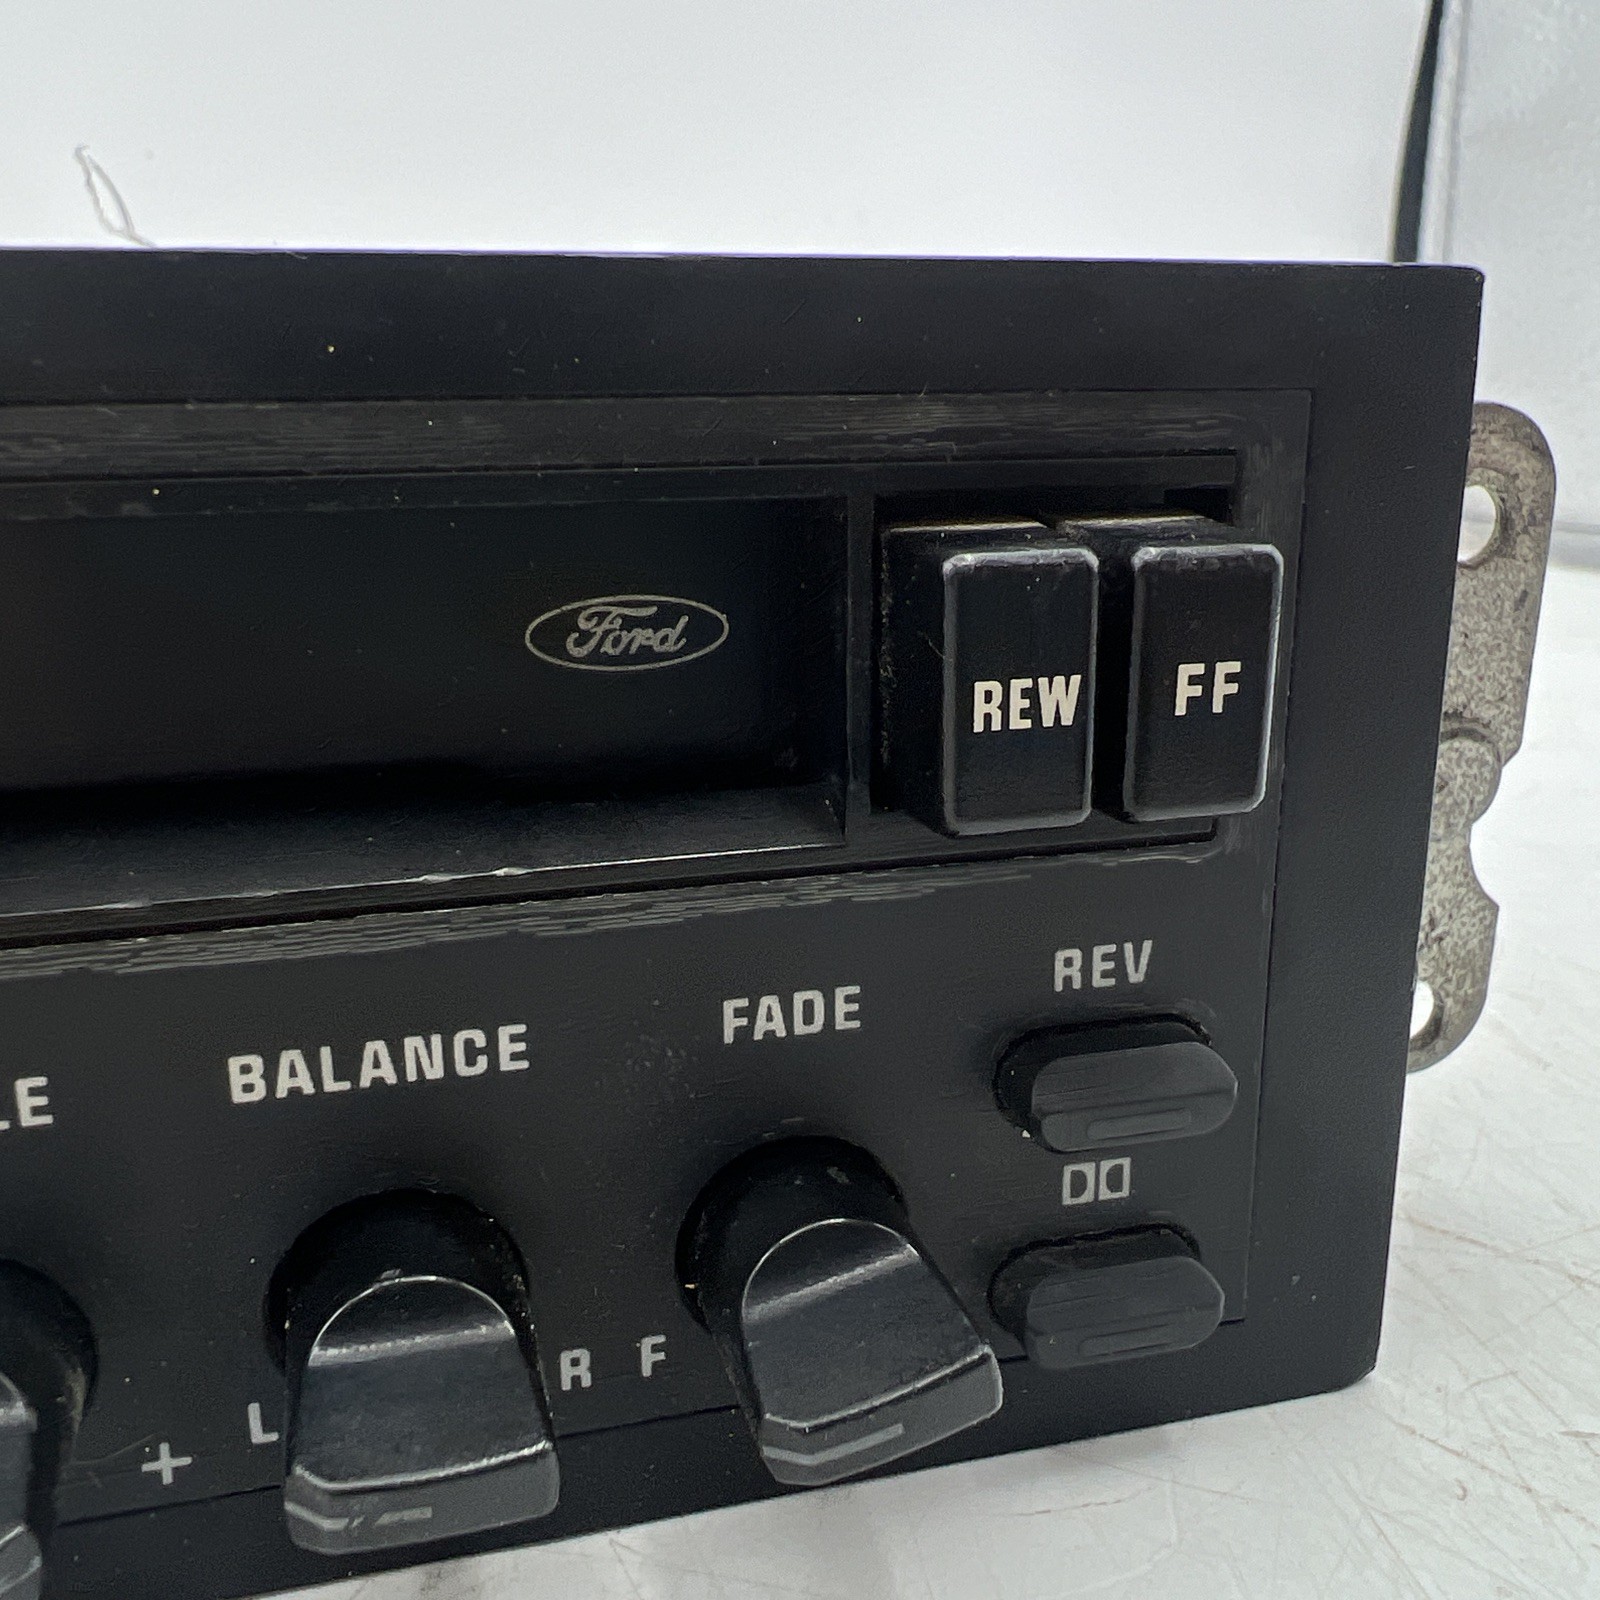 Ford
REW FF
REV
FADE
BALANCE
LE
R F
L
+